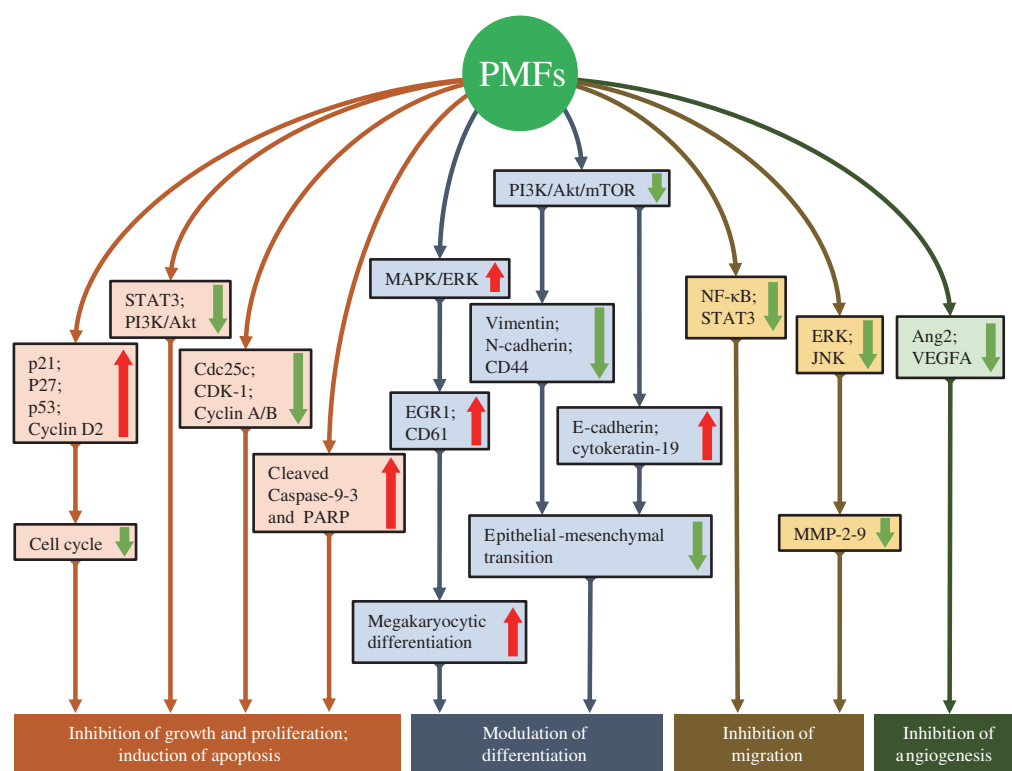 PMFs
PI3K/Akt/mTOR
MAPK/ERK
STAT3;
PI3K/Akt
NF-κB;
STAT3
Vimentin;
N-cadherin;
CD44
ERK;
JNK
Ang2;
VEGFA
p21;
P27;
p53;
Cyclin D2
Cdc25c;
CDK-1;
Cyclin A/B
EGR1;
CD61
E-cadherin;
cytokeratin-19
Cleaved
Caspase-9-3
and PARP
Cell cycle
Epithelial-mesenchymal
transition
MMP-2-9
Megakaryocytic
differentiation
Inhibition of growth and proliferation;
induction of apoptosis
Modulation of
differentiation
Inhibition of
migration
Inhibition of
angiogenesis